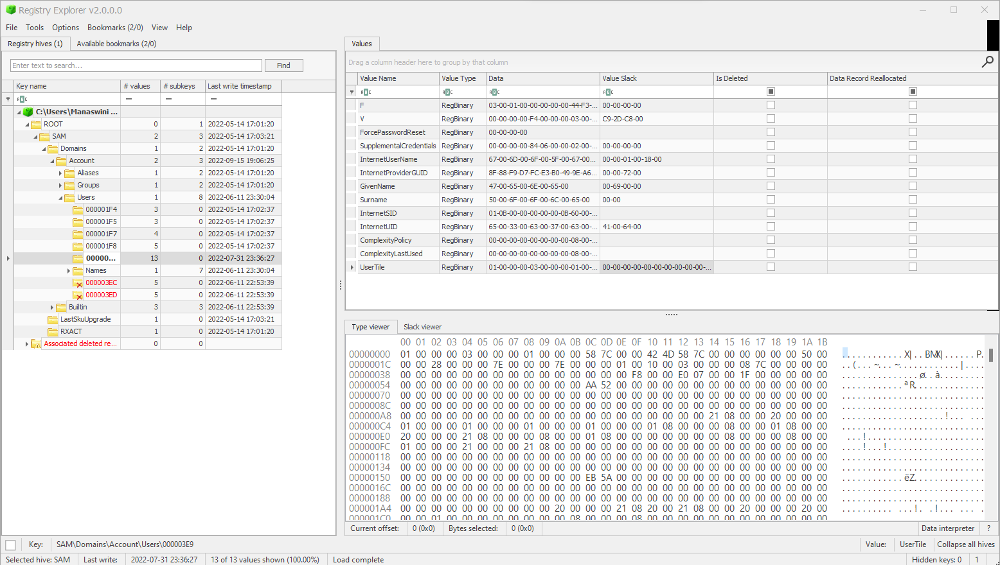 Registry Explorer v2.0.0.0
File Tools Options Bookmarks (2/0) View Help
Registry hives (1) Available bookmarks (2/0)
Enter text to search... Find
Key name # values # subkeys Last write timestamp
C:\Users\Manaswini ...
ROOT 0 1 2022-05-14 17:01:20
SAM 2 3 2022-05-14 17:03:21
Domains 1 2 2022-05-14 17:01:20
Account 2 3 2022-09-15 19:06:25
Aliases 1 2 2022-05-14 17:01:20
Groups 1 2 2022-05-14 17:01:20
Users 1 8 2022-06-11 23:30:04
000001F4 3 0 2022-05-14 17:02:37
000001F5 3 0 2022-05-14 17:02:37
000001F7 4 0 2022-05-14 17:02:37
000001F8 5 0 2022-05-14 17:02:37
00000... 13 0 2022-07-31 23:36:27
Names 1 7 2022-06-11 23:30:04
000003EC 5 0 2022-06-11 22:53:39
000003ED 5 0 2022-06-11 22:53:39
Builtin 3 3 2022-06-11 22:53:39
LastSkuUpgrade 1 0 2022-05-14 17:03:21
RXACT 1 0 2022-05-14 17:01:20
Associated deleted re... 0 0
Values
Drag a column header here to group by that column
Value Name Value Type Data Value Slack Is Deleted Data Record Reallocated
F RegBinary 03-00-01-00-00-00-00-00-44-F3-... 00-00-00-00
V RegBinary 00-00-00-00-F4-00-00-00-03-00-... C9-2D-C8-00
ForcePasswordReset RegBinary 00-00-00-00
SupplementalCredentials RegBinary 00-00-00-00-84-06-00-00-02-00-... 00-00-00-00
InternetUserName RegBinary 67-00-6D-00-6F-00-5F-00-67-00... 00-00-01-00-18-00
InternetProviderGUID RegBinary 8F-88-F9-D7-FC-E3-B0-49-9E-A6... 00-00-72-00
GivenName RegBinary 47-00-65-00-6E-00-65-00 00-69-00-00
Surname RegBinary 50-00-6F-00-6F-00-6C-00-65-00 00-00
InternetSID RegBinary 01-0B-00-00-00-00-00-0B-60-00-...
InternetUID RegBinary 65-00-33-00-63-00-37-00-63-00-... 41-00-64-00
ComplexityPolicy RegBinary 00-00-00-00-00-00-00-00-08-00-...
ComplexityLastUsed RegBinary 00-00-00-00-00-00-00-00-08-00-...
UserTile RegBinary 01-00-00-00-03-00-00-00-01-00-... 00-00-00-00-00-00-00-00-00-00-...
Type viewer Slack viewer
00 01 02 03 04 05 06 07 08 09 0A 0B 0C 0D 0E 0F 10 11 12 13 14 15 16 17 18 19 1A 1B
00000000 01 00 00 00 03 00 00 00 01 00 00 00 58 7C 00 00 42 4D 58 7C 00 00 00 00 00 00 50 00 ............X|..BMX|......P.
0000001C 00 00 28 00 00 00 7E 00 00 00 7E 00 00 00 01 00 10 00 03 00 00 00 08 7C 00 00 00 00 ..(...~...~............|....
00000038 00 00 00 00 00 00 00 00 00 00 00 00 00 00 00 F8 00 00 E0 07 00 00 1F 00 00 00 00 00 ...............ø..à.........
00000054 00 00 00 00 00 00 00 00 00 00 00 00 AA 52 00 00 00 00 00 00 00 00 00 00 00 00 00 00 ............ªR..............
00000070 00 00 00 00 00 00 00 00 00 00 00 00 00 00 00 00 00 00 00 00 00 00 00 00 00 00 00 00 ............................
0000008C 00 00 00 00 00 00 00 00 00 00 00 00 00 00 00 00 00 00 00 00 00 00 00 00 00 00 00 00 ............................
000000A8 00 00 00 00 00 00 00 00 00 00 00 00 00 00 00 00 00 00 00 00 21 08 00 00 20 00 00 00 ....................!... ...
000000C4 01 00 00 00 01 00 00 00 01 00 00 00 01 00 00 00 01 08 00 00 00 08 00 00 01 08 00 00 ............................
000000E0 20 00 00 00 21 08 00 00 00 08 00 00 01 08 00 00 00 00 00 00 00 08 00 00 00 08 00 00  ...!.......................
000000FC 01 00 00 00 21 00 00 00 21 08 00 00 00 00 00 00 00 00 00 00 00 00 00 00 00 00 00 00 ....!...!...................
00000118 00 00 00 00 00 00 00 00 00 00 00 00 00 00 00 00 00 00 00 00 00 00 00 00 00 00 00 00 ............................
00000134 00 00 00 00 00 00 00 00 00 00 00 00 00 00 00 00 00 00 00 00 00 00 00 00 00 00 00 00 ............................
00000150 00 00 00 00 00 00 00 00 00 00 00 00 EB 5A 00 00 00 00 00 00 00 00 00 00 00 00 00 00 ............ëZ..............
0000016C 00 00 00 00 00 00 00 00 00 00 00 00 00 00 00 00 00 00 00 00 00 00 00 00 00 00 00 00 ............................
00000188 00 00 00 00 00 00 00 00 00 00 00 00 00 00 00 00 00 00 00 00 00 00 00 00 00 00 00 00 ............................
000001A4 00 00 00 00 00 00 00 00 00 00 20 00 00 00 21 08 20 00 21 08 00 00 20 00 00 00 20 00 .......... ...!. .!... ... .
000001C0 00 00 01 00 00 00 00 00 00 00 00 08 00 00 00 08 00 00 00 00 00 00 00 00 00 00 00 00
Current offset: 0 (0x0) Bytes selected: 0 (0x0) Data interpreter ?
Key: SAM\Domains\Account\Users\000003E9 Value: UserTile Collapse all hives
Selected hive: SAM Last write: 2022-07-31 23:36:27 13 of 13 values shown (100.00%) Load complete Hidden keys: 0 1